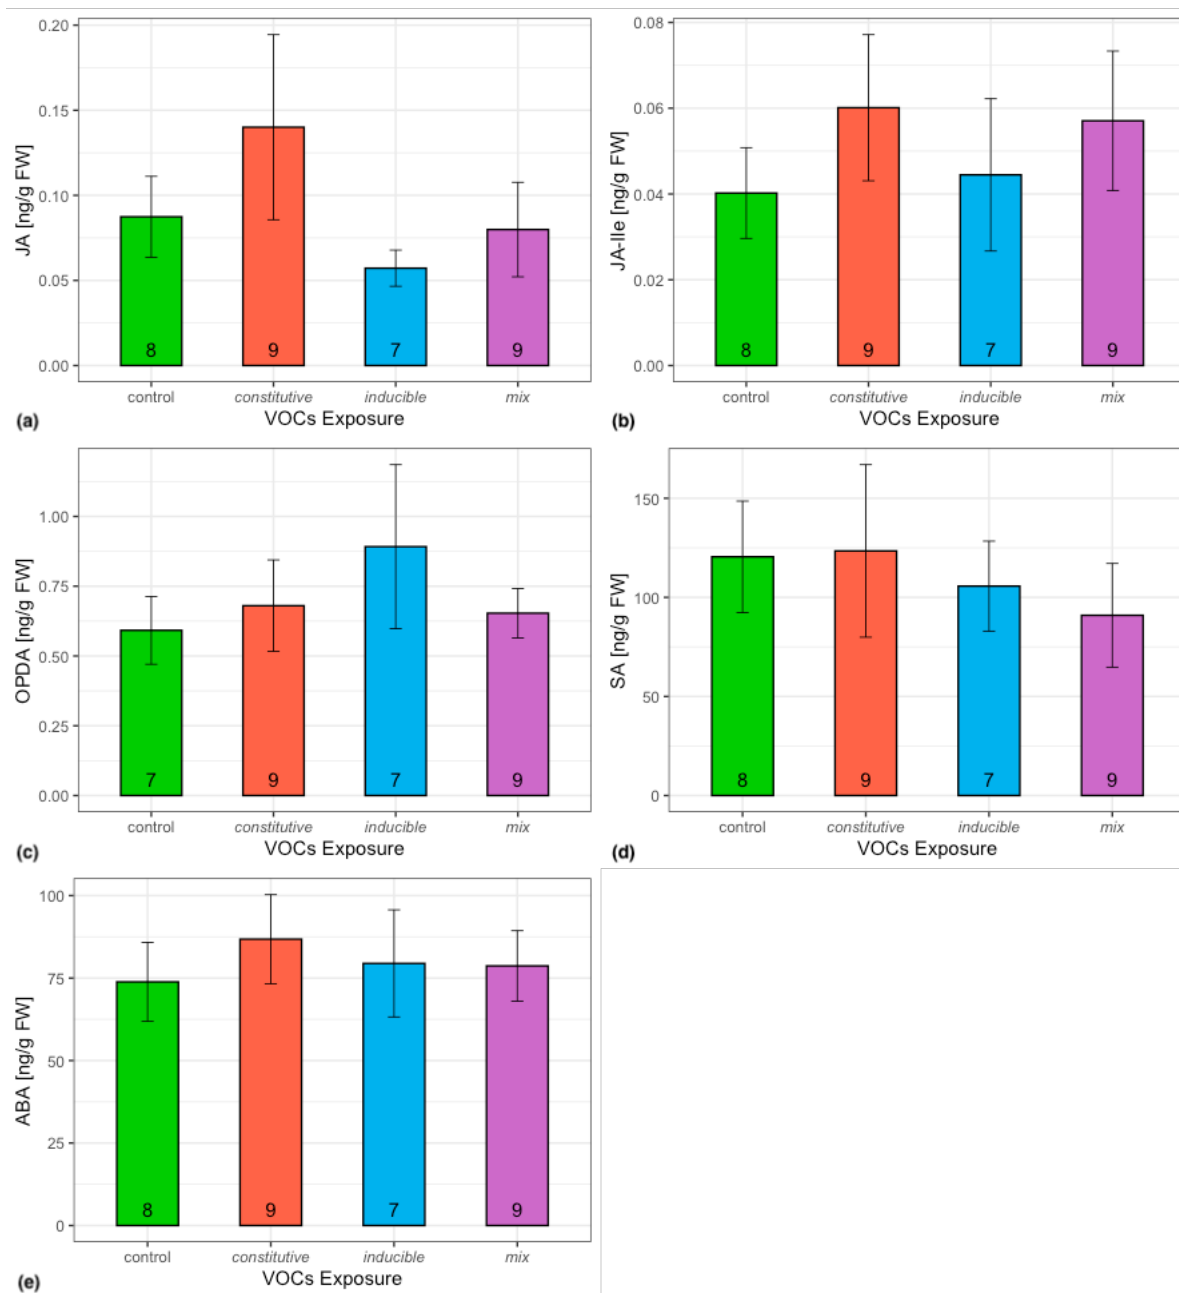 0.20
0.15
0.10
0.05
0.00
JA [ng/g FW]
8 9 7 9
control constitutive inducible mix
VOCs Exposure
(a)
0.08
0.06
0.04
0.02
0.00
JA-Ile [ng/g FW]
8 9 7 9
control constitutive inducible mix
VOCs Exposure
(b)
1.00
0.75
0.50
0.25
0.00
OPDA [ng/g FW]
7 9 7 9
control constitutive inducible mix
VOCs Exposure
(c)
150
100
50
0
SA [ng/g FW]
8 9 7 9
control constitutive inducible mix
VOCs Exposure
(d)
100
75
50
25
0
ABA [ng/g FW]
8 9 7 9
control constitutive inducible mix
VOCs Exposure
(e)